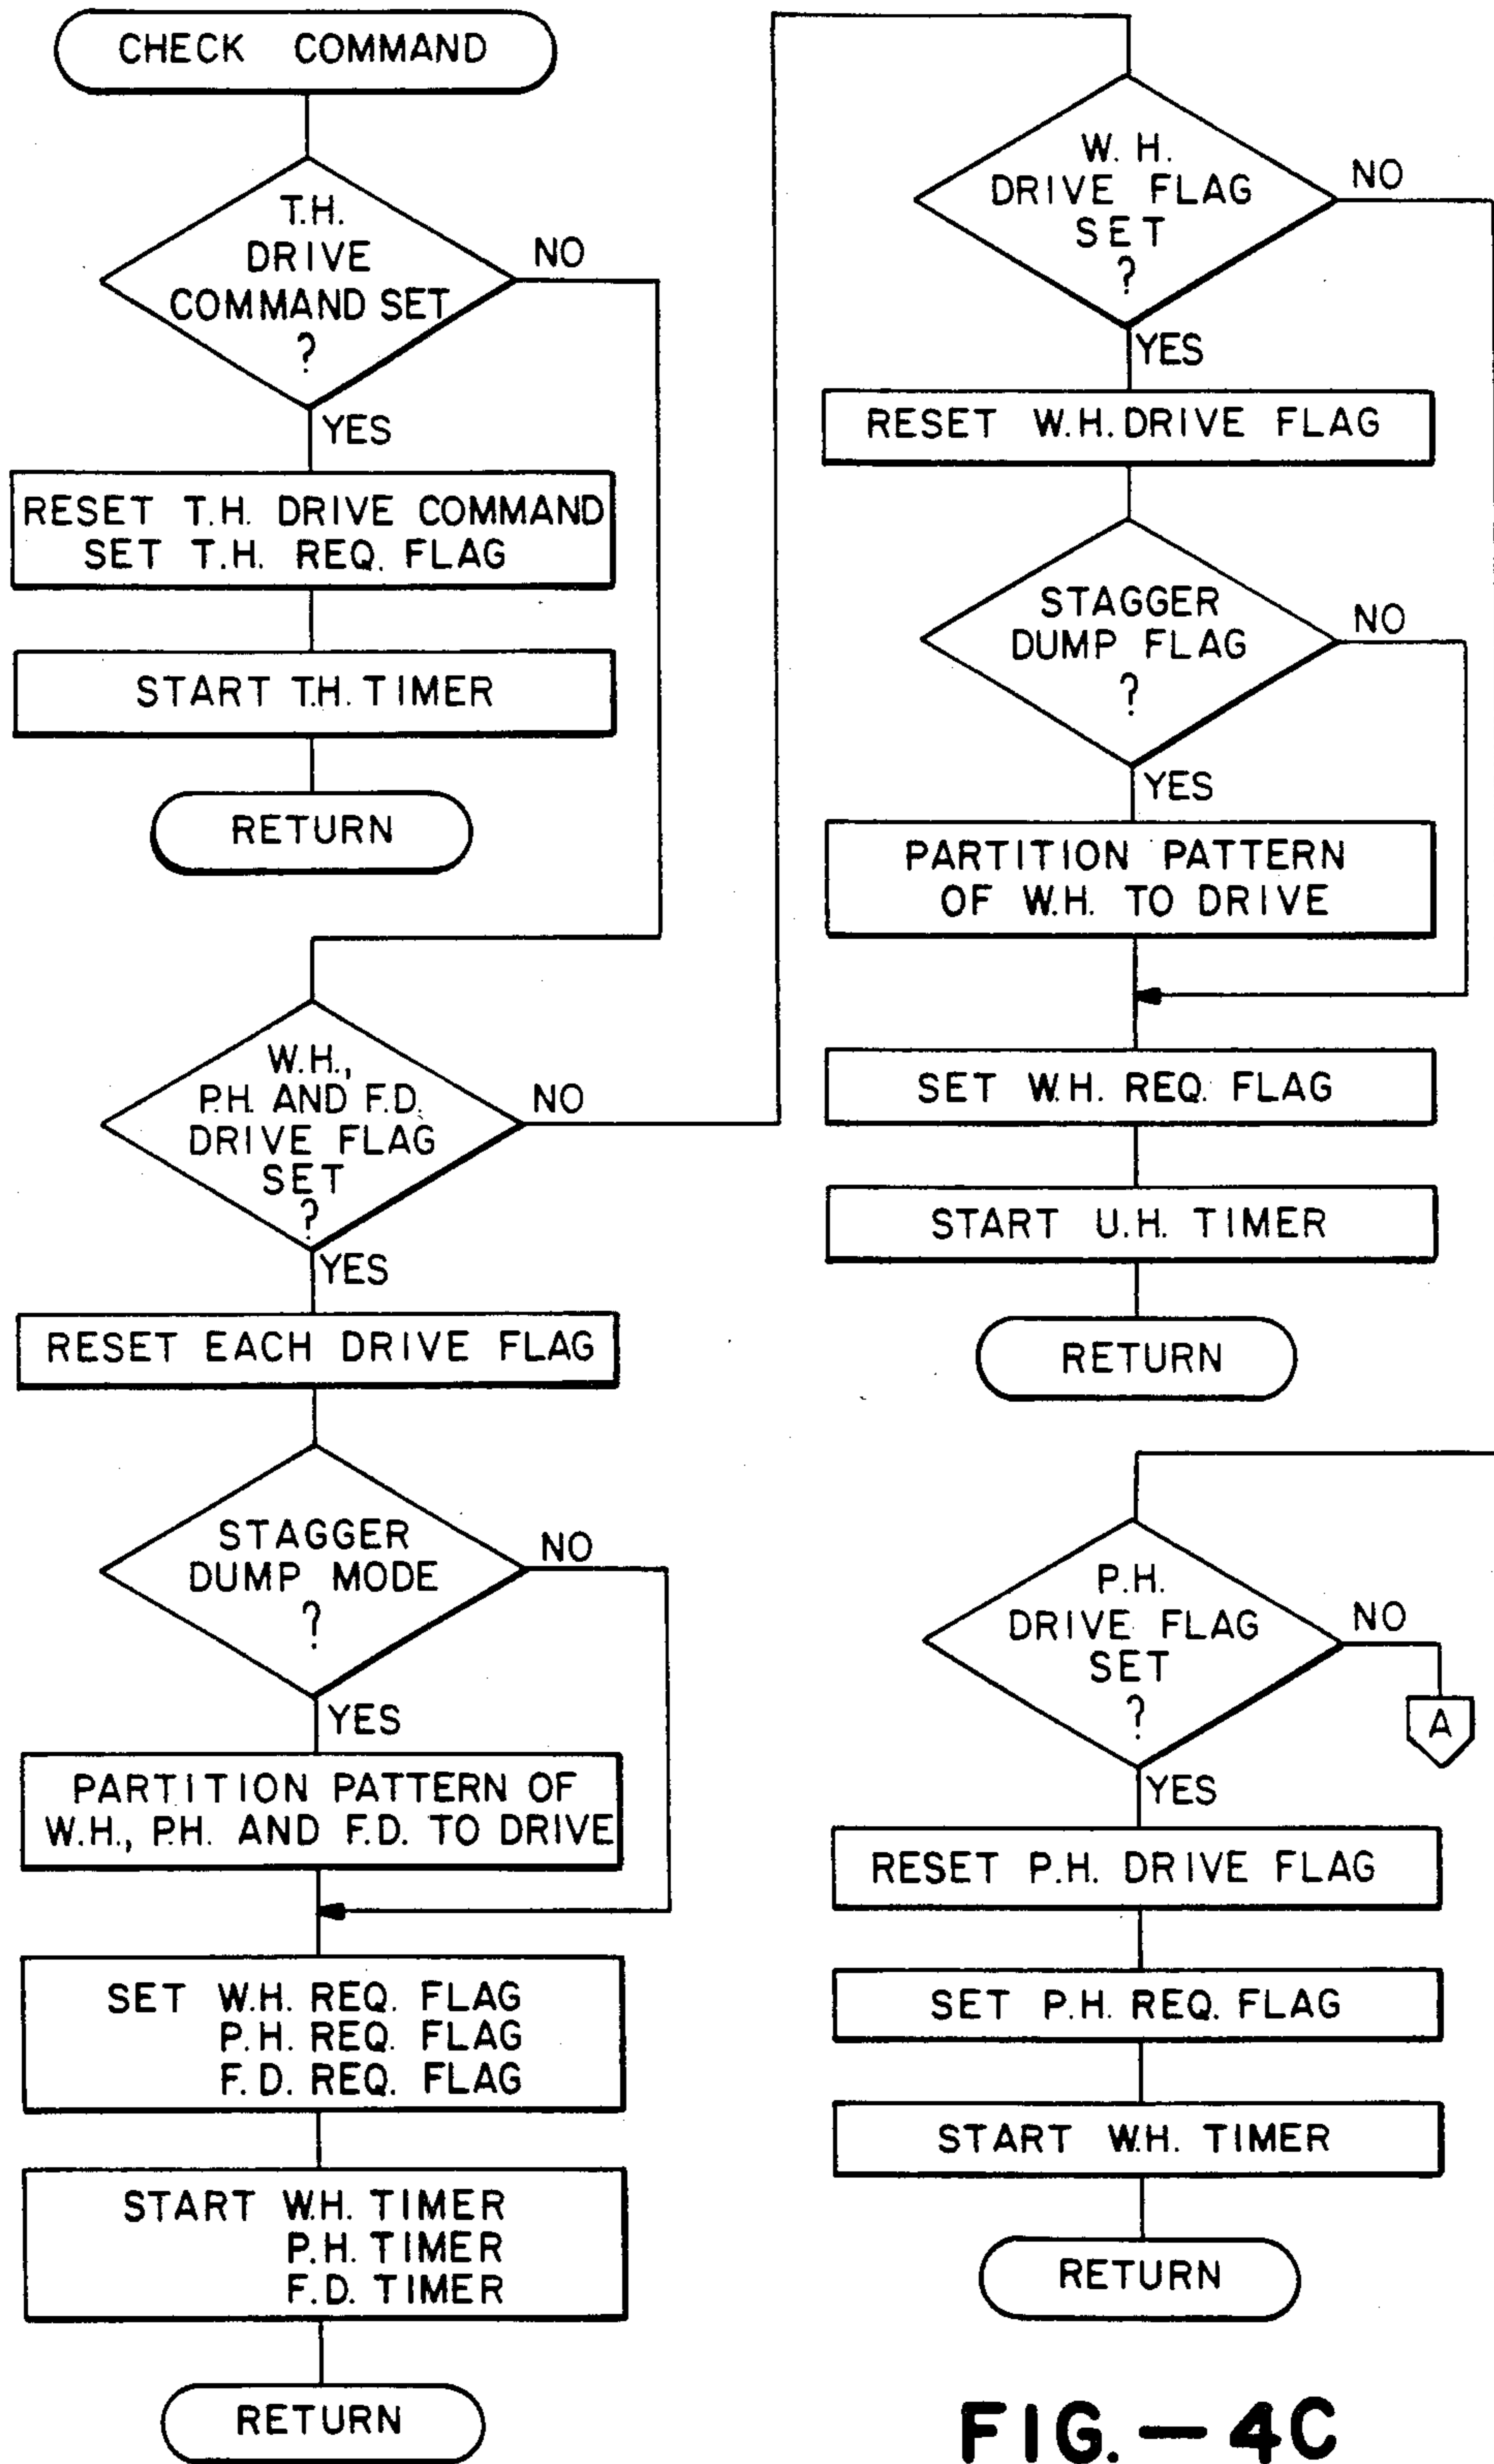 CHECK COMMAND
T.H.
DRIVE
COMMAND SET
?
NO
YES
RESET T.H. DRIVE COMMAND
SET T.H. REQ. FLAG
START T.H. TIMER
RETURN
W.H.,
P.H. AND F.D.
DRIVE FLAG
SET
?
NO
YES
RESET EACH DRIVE FLAG
STAGGER
DUMP MODE
?
NO
YES
PARTITION PATTERN OF
W.H., P.H. AND F.D. TO DRIVE
SET W.H. REQ. FLAG
P.H. REQ. FLAG
F.D. REQ. FLAG
START W.H. TIMER
P.H. TIMER
F.D. TIMER
RETURN
W.H.
DRIVE FLAG
SET
?
NO
YES
RESET W.H. DRIVE FLAG
STAGGER
DUMP FLAG
?
NO
YES
PARTITION PATTERN
OF W.H. TO DRIVE
SET W.H. REQ. FLAG
START U.H. TIMER
RETURN
P.H.
DRIVE FLAG
SET
?
NO
A
YES
RESET P.H. DRIVE FLAG
SET P.H. REQ. FLAG
START W.H. TIMER
RETURN
FIG.—4C